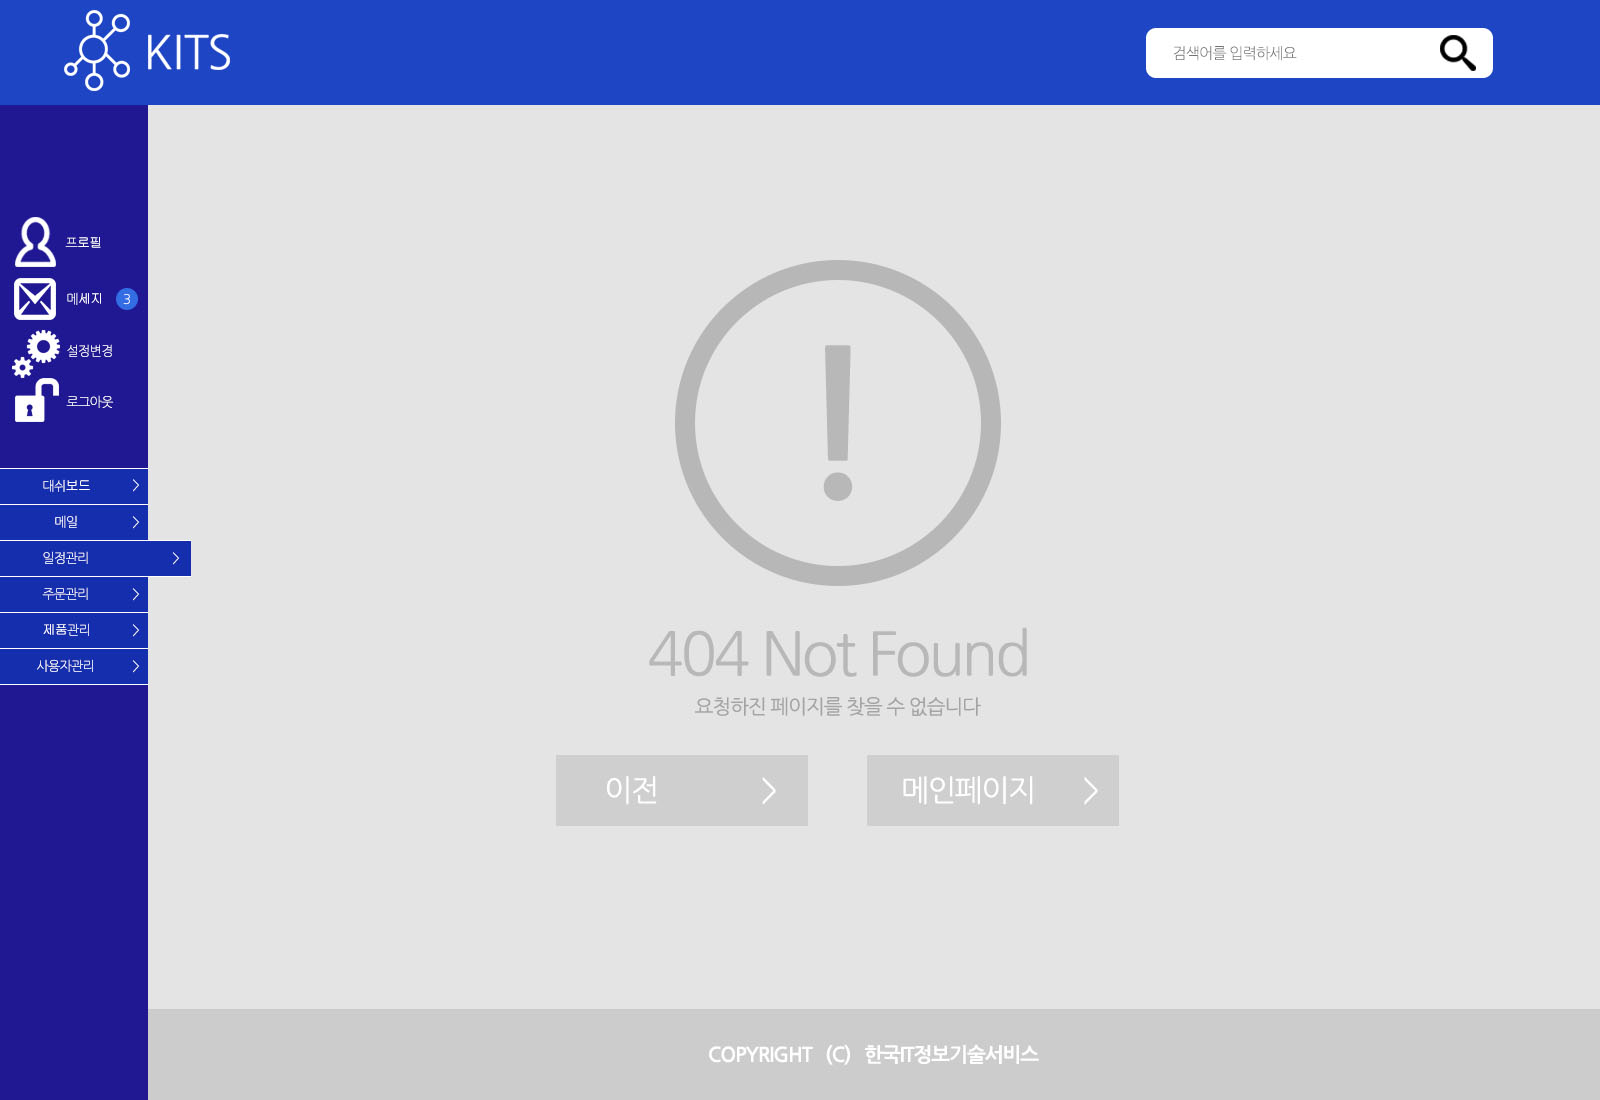 KITS
검색어를 입력하세요
프로필
메세지 3
설정변경
로그아웃
대쉬보드
메일
일정관리
주문관리
제품관리
사용자관리
404 Not Found
요청하진 페이지를 찾을 수 없습니다
이전
메인페이지
COPYRIGHT (C) 한국IT정보기술서비스